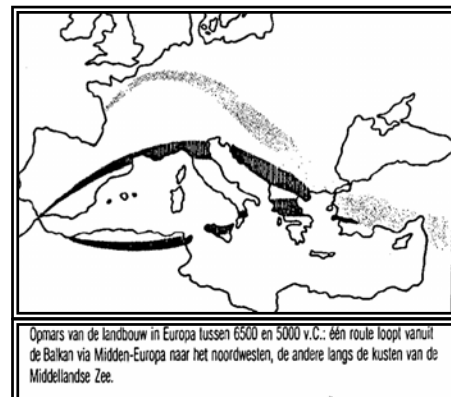 Opmars van de landbouw in Europa tussen 6500 en 5000 v.C.: één route loopt vanuit
de Balkan via Midden-Europa naar het noordwesten, de andere langs de kusten van de
Middellandse Zee.